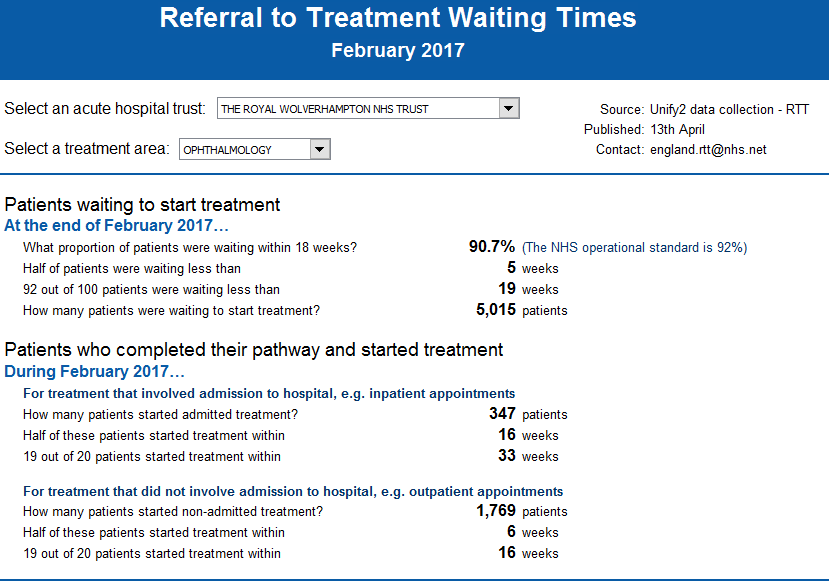 Referral to Treatment Waiting Times
February 2017
Select an acute hospital trust: THE ROYAL WOLVERHAMPTON NHS TRUST
Source: Unify2 data collection - RTT
Published: 13th April
Select a treatment area: OPHTHALMOLOGY
Contact: england.rtt@nhs.net
Patients waiting to start treatment
At the end of February 2017…
What proportion of patients were waiting within 18 weeks? 90.7% (The NHS operational standard is 92%)
Half of patients were waiting less than 5 weeks
92 out of 100 patients were waiting less than 19 weeks
How many patients were waiting to start treatment? 5,015 patients
Patients who completed their pathway and started treatment
During February 2017…
For treatment that involved admission to hospital, e.g. inpatient appointments
How many patients started admitted treatment? 347 patients
Half of these patients started treatment within 16 weeks
19 out of 20 patients started treatment within 33 weeks
For treatment that did not involve admission to hospital, e.g. outpatient appointments
How many patients started non-admitted treatment? 1,769 patients
Half of these patients started treatment within 6 weeks
19 out of 20 patients started treatment within 16 weeks